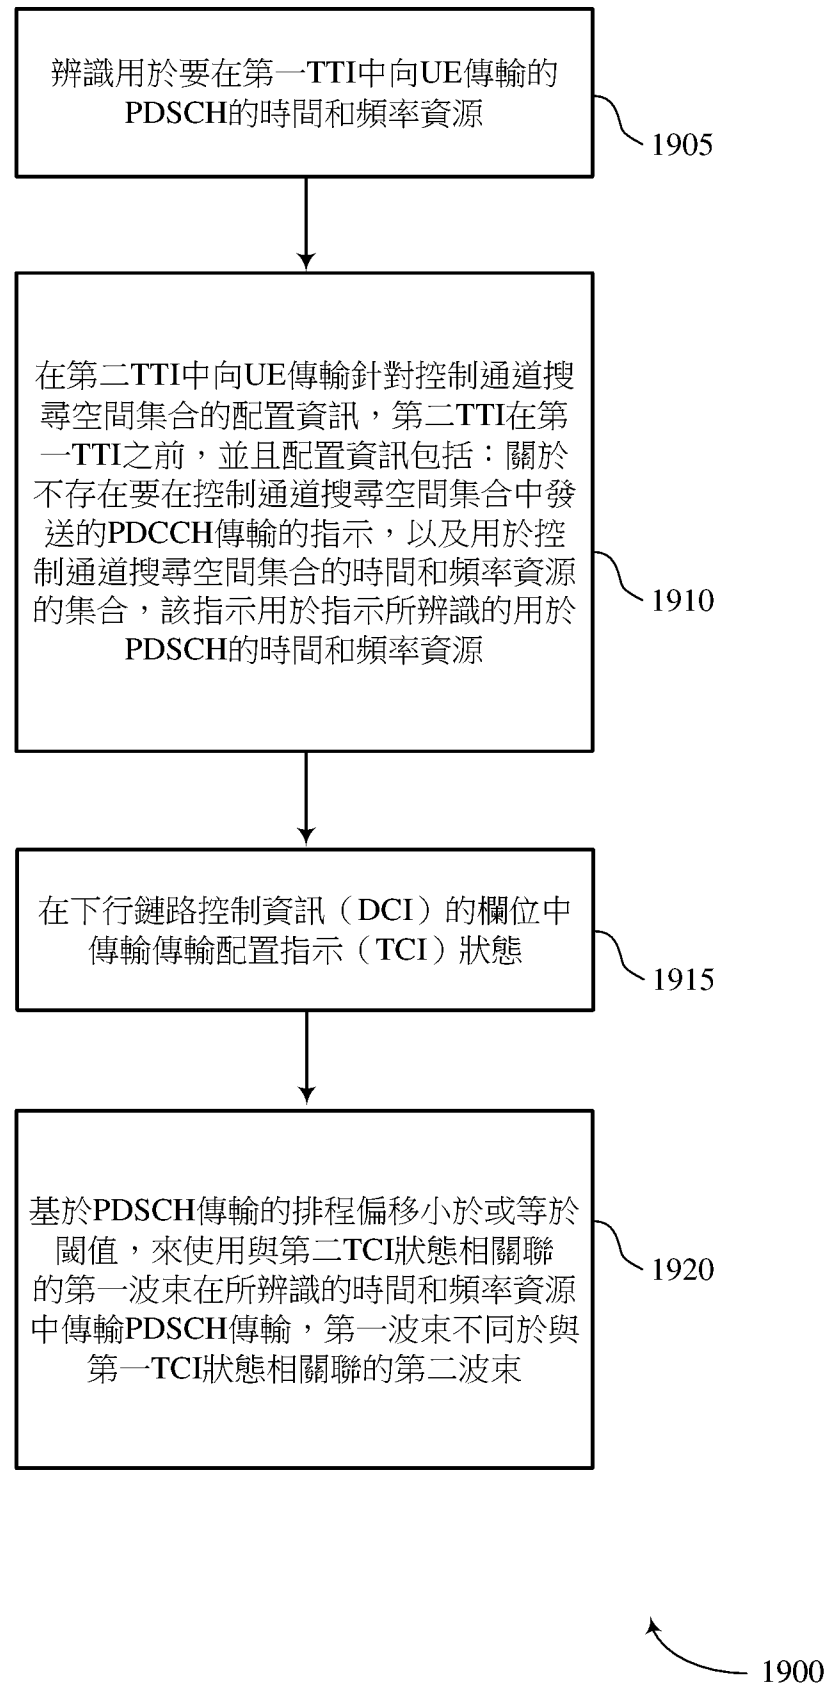 辨識用於要在第一TTI中向UE傳輸的
PDSCH的時間和頻率資源
1905
在第二TTI中向UE傳輸針對控制通道搜
尋空間集合的配置資訊，第二TTI在第
一TTI之前，並且配置資訊包括：關於
不存在要在控制通道搜尋空間集合中發
送的PDCCH傳輸的指示，以及用於控
制通道搜尋空間集合的時間和頻率資源
的集合，該指示用於指示所辨識的用於
PDSCH的時間和頻率資源
1910
在下行鏈路控制資訊（DCI）的欄位中
傳輸傳輸配置指示（TCI）狀態
1915
基於PDSCH傳輸的排程偏移小於或等於
閾值，來使用與第二TCI狀態相關聯
的第一波束在所辨識的時間和頻率資源
中傳輸PDSCH傳輸，第一波束不同於與
第一TCI狀態相關聯的第二波束
1920
1900